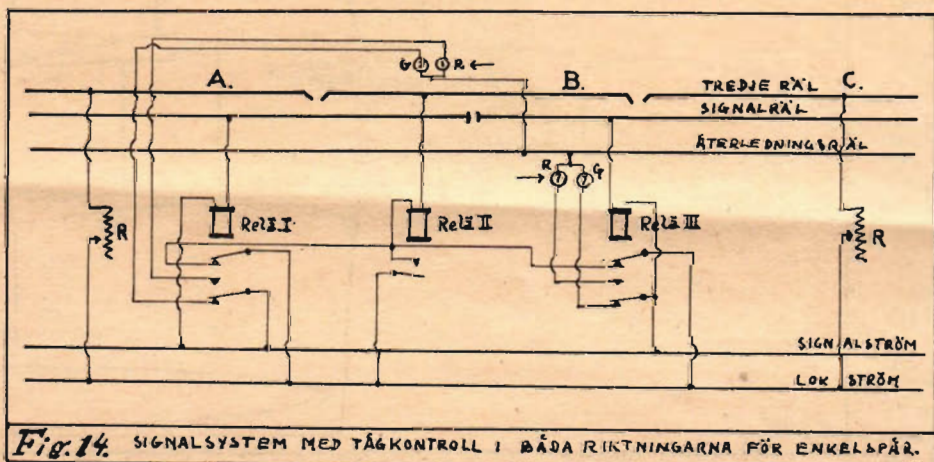 G R
A. B. C.
TREDJE RÄL
SIGNALRÄL
ÅTERLEDNINGSRÄL
R G
R Relä I Relä II Relä III R
SIGNALSTRÖM
LOKSTRÖM
Fig. 14. SIGNALSYSTEM MED TÅGKONTROLL I BÅDA RIKTNINGARNA FÖR ENKELSPÅR.